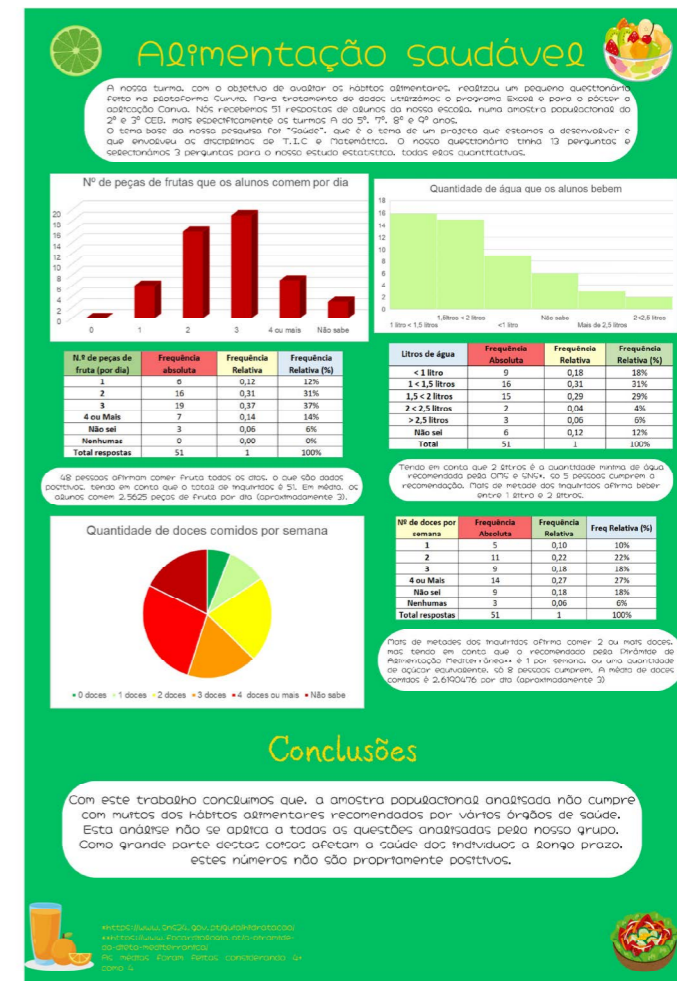 Alimentação saudável
A nossa turma, com o objetivo de avaliar os hábitos alimentares, realizou um pequeno questionário
feito na plataforma Survio. Para tratamento de dados utilizámos o programa Excel e para o póster a
aplicação Canva. Nós recebemos 51 respostas de alunos da nossa escola, numa amostra populacional do
2º e 3º CEB, mais especificamente as turmas A do 5º, 7º, 8º e 9º anos.
O tema base da nossa pesquisa foi "Saúde", que é o tema de um projeto que estamos a desenvolver e
que envolveu as disciplinas de T.I.C e Matemática. O nosso questionário tinha 13 perguntas e
selecionámos 3 perguntas para o nosso estudo estatístico, todas elas quantitativas.
Nº de peças de frutas que os alunos comem por dia
20
18
16
14
12
10
8
6
4
2
0
0 1 2 3 4 ou mais Não sabe
Quantidade de água que os alunos bebem
18
16
14
12
10
8
6
4
2
0
1,5litros < 2 litros Não sabe 2<2,5 litros
1 litro < 1,5 litros <1 litro Mais de 2,5 litros
N.º de peças de fruta (por dia) Frequência absoluta Frequência Relativa Frequência Relativa (%)
1 6 0,12 12%
2 16 0,31 31%
3 19 0,37 37%
4 ou Mais 7 0,14 14%
Não sei 3 0,06 6%
Nenhumas 0 0,00 0%
Total respostas 51 1 100%
Litros de água Frequência Absoluta Frequência Relativa Frequência Relativa (%)
< 1 litro 9 0,18 18%
1 < 1,5 litros 16 0,31 31%
1,5 < 2 litros 15 0,29 29%
2 < 2,5 litros 2 0,04 4%
> 2,5 litros 3 0,06 6%
Não sei 6 0,12 12%
Total 51 1 100%
48 pessoas afirmam comer fruta todos os dias, o que são dados
positivos, tendo em conta que o total de inquiridos é 51. Em média, os
alunos comem 2.5625 peças de fruta por dia (aproximadamente 3).
Tendo em conta que 2 litros é a quantidade mínima de água
recomendada pela OMS e SNS*, só 5 pessoas cumprem a
recomendação. Mais de metade dos inquiridos afirma beber
entre 1 litro e 2 litros.
Quantidade de doces comidos por semana
0 doces 1 doces 2 doces 3 doces 4 doces ou mais Não sabe
Nº de doces por semana Frequência Absoluta Frequência Relativa Freq Relativa (%)
1 5 0,10 10%
2 11 0,22 22%
3 9 0,18 18%
4 ou Mais 14 0,27 27%
Não sei 9 0,18 18%
Nenhumas 3 0,06 6%
Total respostas 51 1 100%
Mais de metades dos inquiridos afirma comer 2 ou mais doces,
mas tendo em conta que o recomendado pela Pirâmide de
Alimentação Mediterrânea** é 1 por semana, ou uma quantidade
de açúcar equivalente, só 8 pessoas cumprem. A média de doces
comidos é 2,6190476 por dia (aproximadamente 3)
Conclusões
Com este trabalho concluimos que, a amostra populacional analisada não cumpre
com muitos dos hábitos alimentares recomendados por vários órgãos de saúde.
Esta análise não se aplica a todas as questões analisadas pelo nosso grupo.
Como grande parte destas coisas afetam a saúde dos individuos a longo prazo,
estes números não são propriamente positivos.
As médias foram feitas considerando 4+
como 4